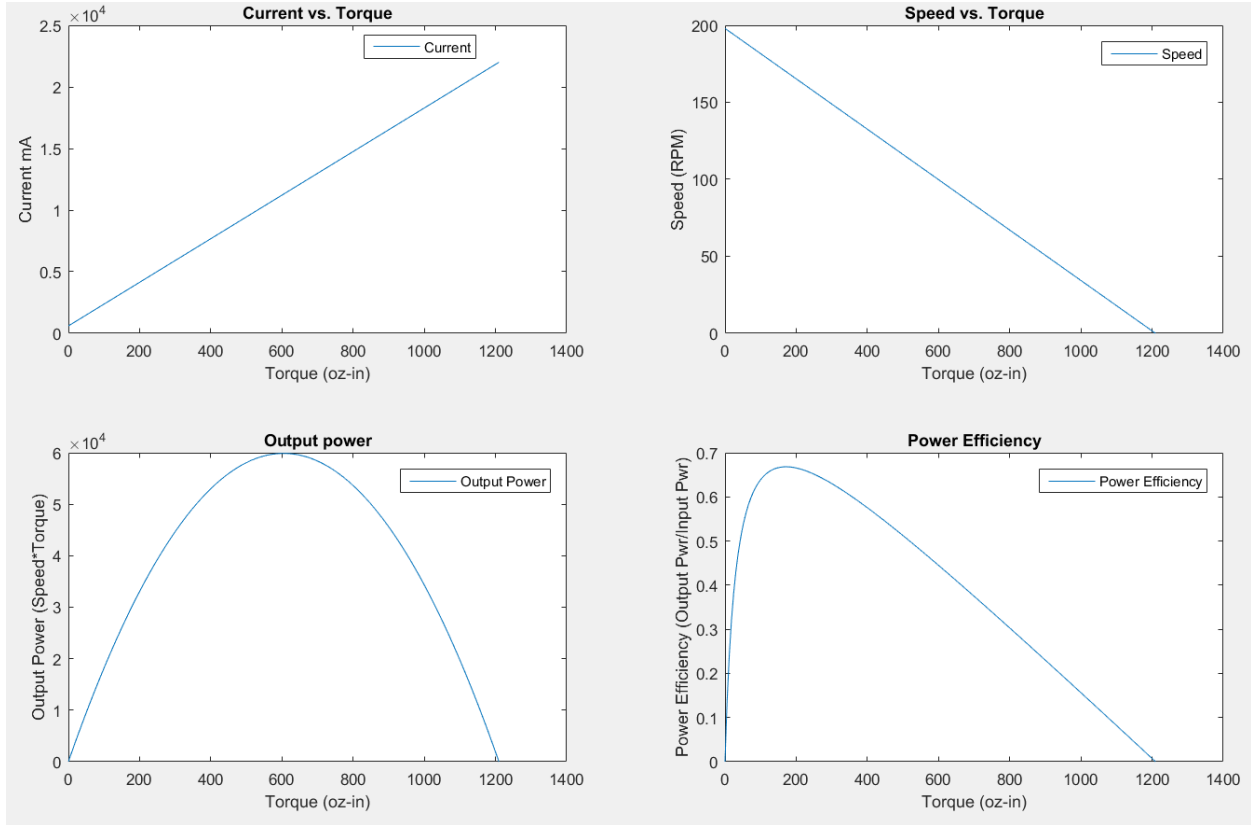 Current vs. Torque
×10⁴
2.5
2
1.5
1
0.5
0
Current mA
Current
0 200 400 600 800 1000 1200 1400
Torque (oz-in)
Speed vs. Torque
200
150
100
50
0
Speed (RPM)
Speed
0 200 400 600 800 1000 1200 1400
Torque (oz-in)
Output power
×10⁴
6
5
4
3
2
1
0
Output Power (Speed*Torque)
Output Power
0 200 400 600 800 1000 1200 1400
Torque (oz-in)
Power Efficiency
0.7
0.6
0.5
0.4
0.3
0.2
0.1
0
Power Efficiency (Output Pwr/Input Pwr)
Power Efficiency
0 200 400 600 800 1000 1200 1400
Torque (oz-in)